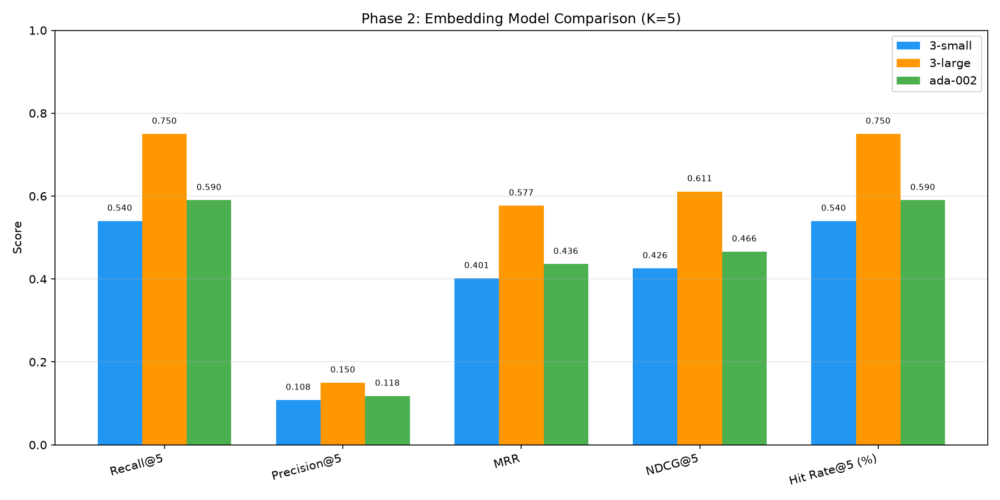 Phase 2: Embedding Model Comparison (K=5)
1.0
0.8
0.6
0.4
0.2
0.0
Score
3-small
3-large
ada-002
0.540
0.750
0.590
0.108
0.150
0.118
0.401
0.577
0.436
0.426
0.611
0.466
0.540
0.750
0.590
Recall@5
Precision@5
MRR
NDCG@5
Hit Rate@5 (%)